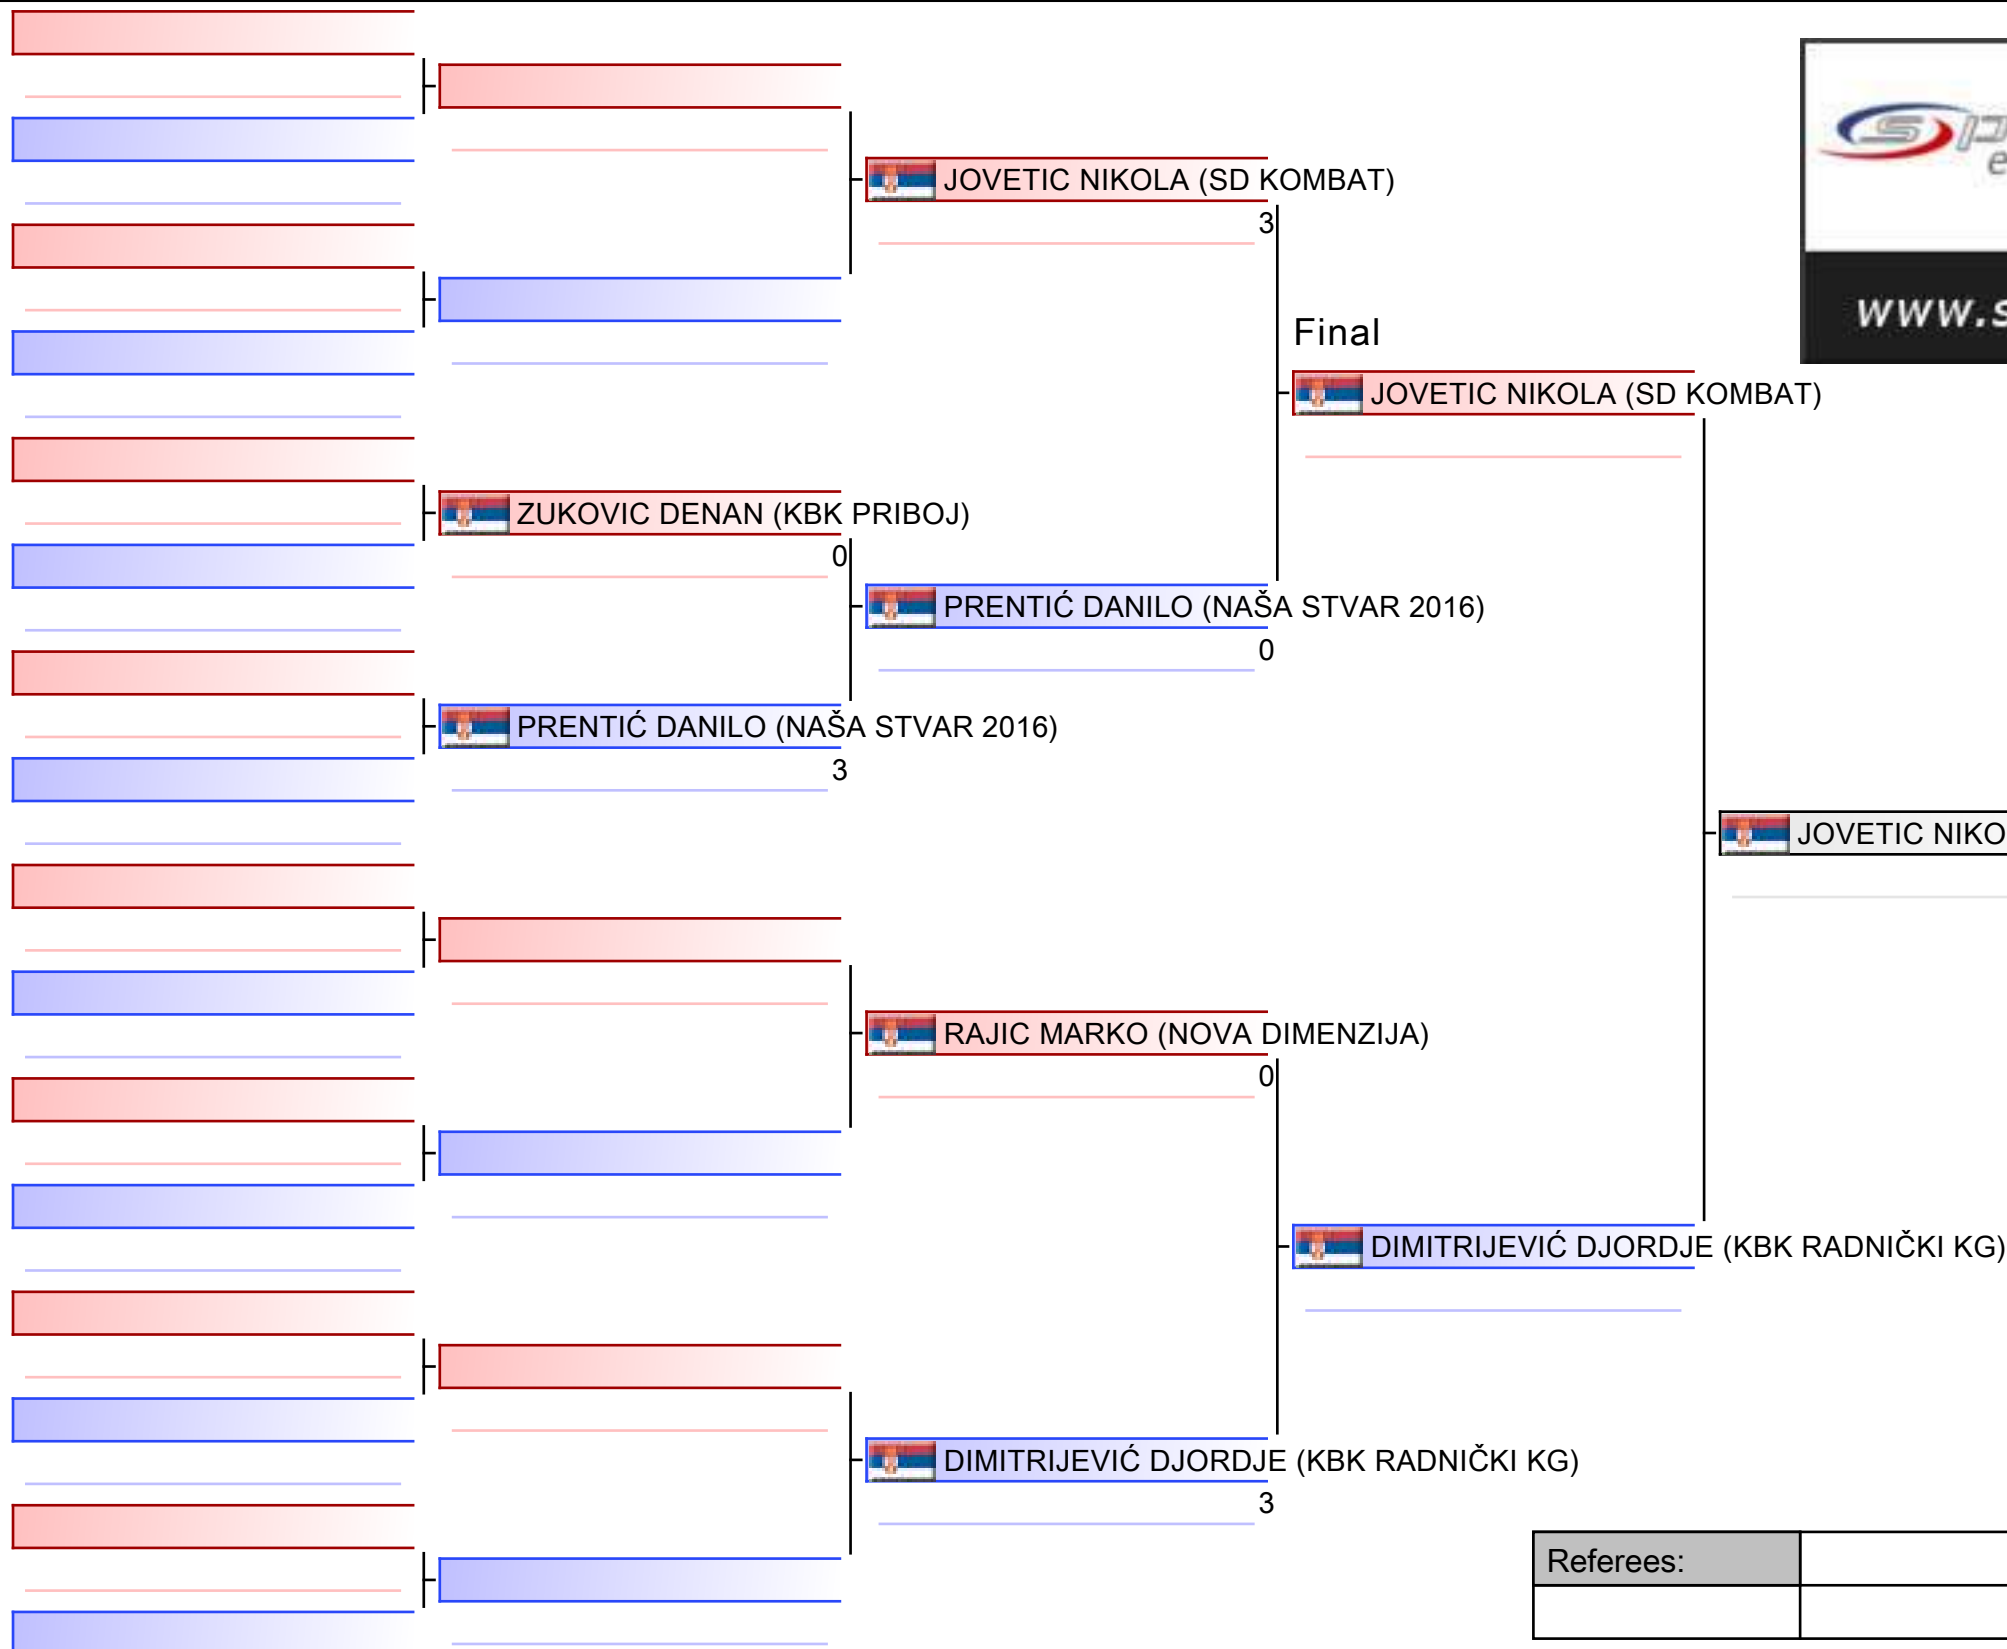 JOVETIC NIKOLA (SD KOMBAT)
3
Final
JOVETIC NIKOLA (SD KOMBAT)
ZUKOVIC DENAN (KBK PRIBOJ)
0
PRENTIĆ DANILO (NAŠA STVAR 2016)
0
PRENTIĆ DANILO (NAŠA STVAR 2016)
3
JOVETIC NIKO
RAJIC MARKO (NOVA DIMENZIJA)
0
DIMITRIJEVIĆ DJORDJE (KBK RADNIČKI KG)
DIMITRIJEVIĆ DJORDJE (KBK RADNIČKI KG)
3
Referees:
www.s